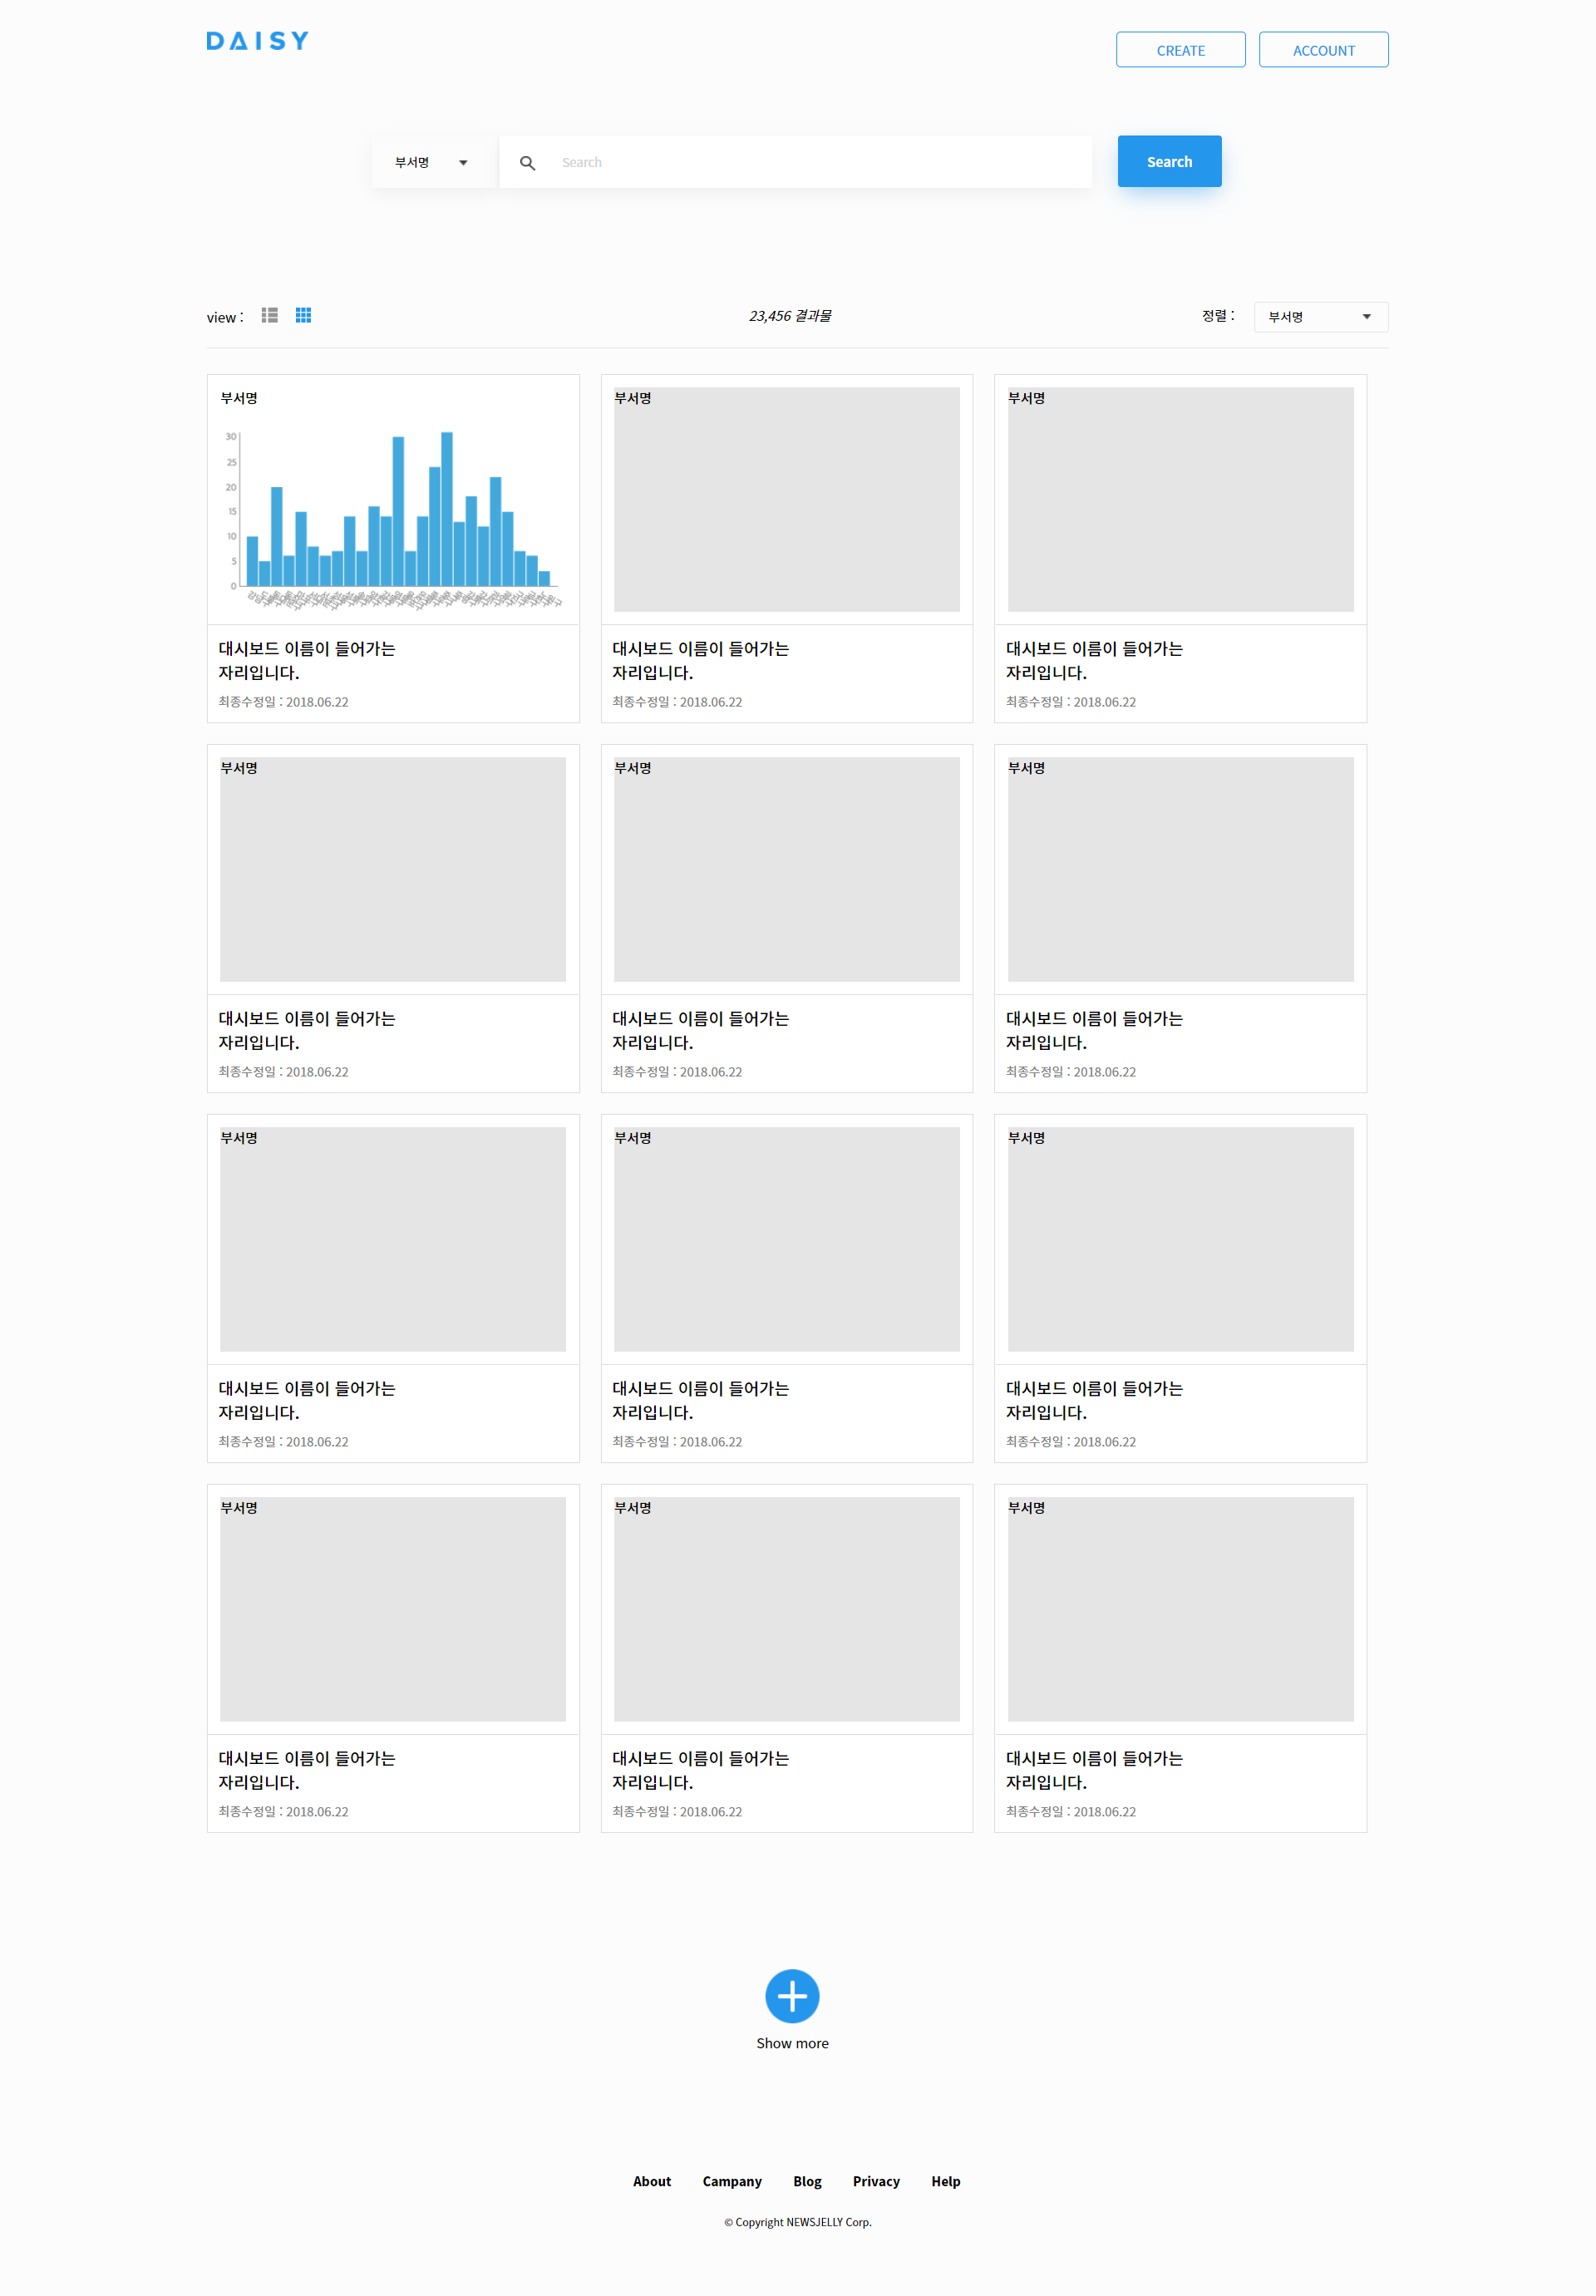 DAISY
CREATE
ACCOUNT
부서명
Search
Search
view :
23,456 결과물
정렬 :
부서명
부서명
부서명
부서명
30
25
20
15
10
5
0
대시보드 이름이 들어가는
자리입니다.
최종수정일 : 2018.06.22
대시보드 이름이 들어가는
자리입니다.
최종수정일 : 2018.06.22
대시보드 이름이 들어가는
자리입니다.
최종수정일 : 2018.06.22
부서명
부서명
부서명
대시보드 이름이 들어가는
자리입니다.
최종수정일 : 2018.06.22
대시보드 이름이 들어가는
자리입니다.
최종수정일 : 2018.06.22
대시보드 이름이 들어가는
자리입니다.
최종수정일 : 2018.06.22
부서명
부서명
부서명
대시보드 이름이 들어가는
자리입니다.
최종수정일 : 2018.06.22
대시보드 이름이 들어가는
자리입니다.
최종수정일 : 2018.06.22
대시보드 이름이 들어가는
자리입니다.
최종수정일 : 2018.06.22
부서명
부서명
부서명
대시보드 이름이 들어가는
자리입니다.
최종수정일 : 2018.06.22
대시보드 이름이 들어가는
자리입니다.
최종수정일 : 2018.06.22
대시보드 이름이 들어가는
자리입니다.
최종수정일 : 2018.06.22
Show more
About
Campany
Blog
Privacy
Help
© Copyright NEWSJELLY Corp.